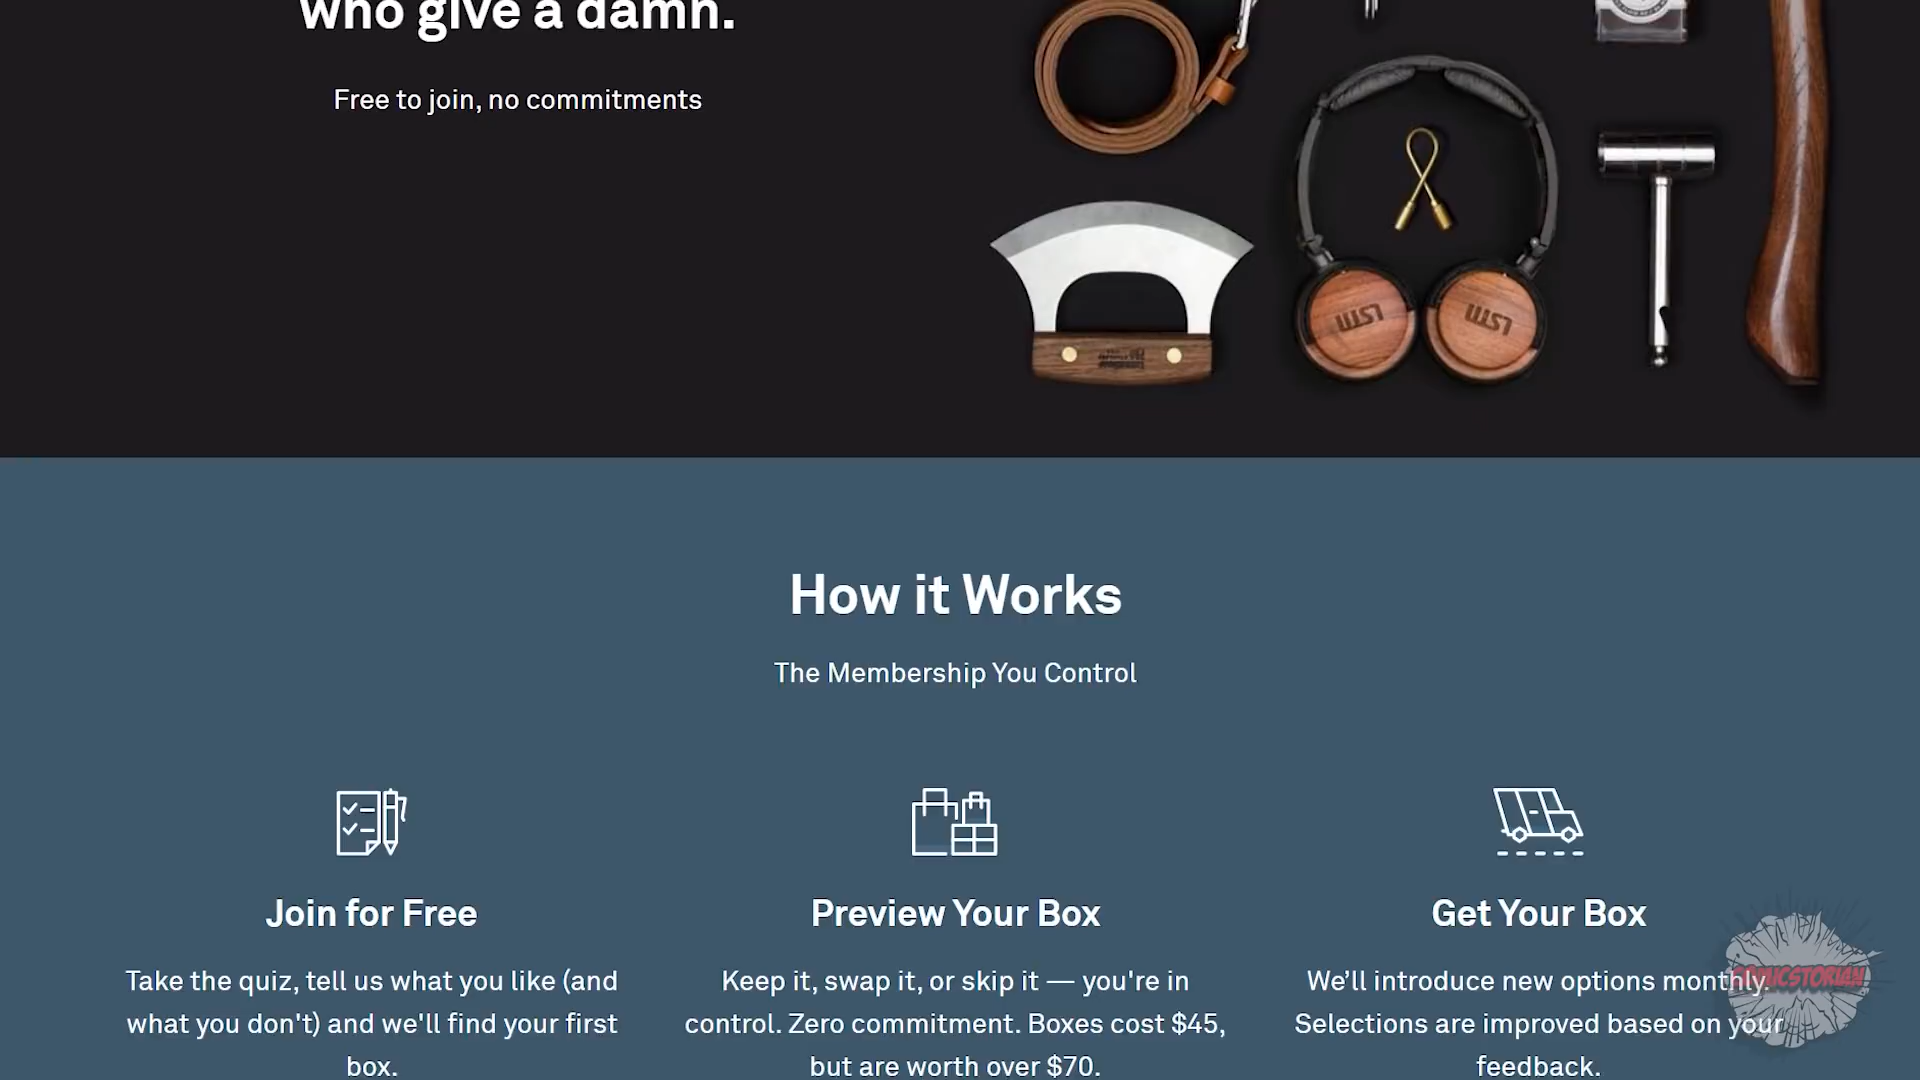 who give a damn.
Free to join, no commitments
LSTN
LSTN
How it Works
The Membership You Control
Join for Free
Take the quiz, tell us what you like (and
what you don't) and we'll find your first
box.
Preview Your Box
Keep it, swap it, or skip it — you're in
control. Zero commitment. Boxes cost $45,
but are worth over $70.
Get Your Box
We’ll introduce new options monthly.
Selections are improved based on your
feedback.
COMICSTORIAN